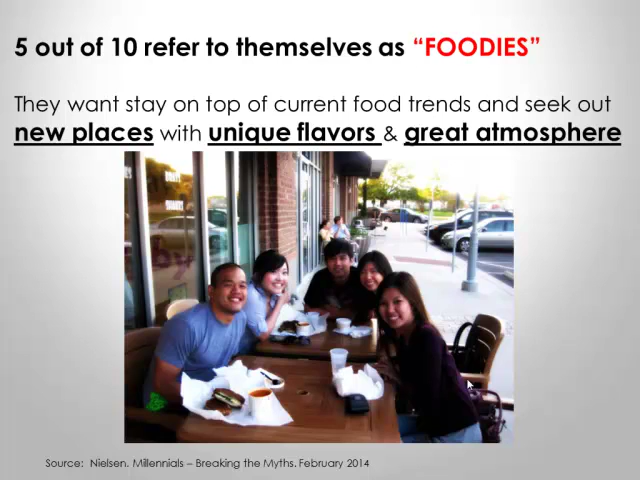 5 out of 10 refer to themselves as “FOODIES”
They want stay on top of current food trends and seek out
new places with unique flavors & great atmosphere
Source: Nielsen. Millennials – Breaking the Myths. February 2014